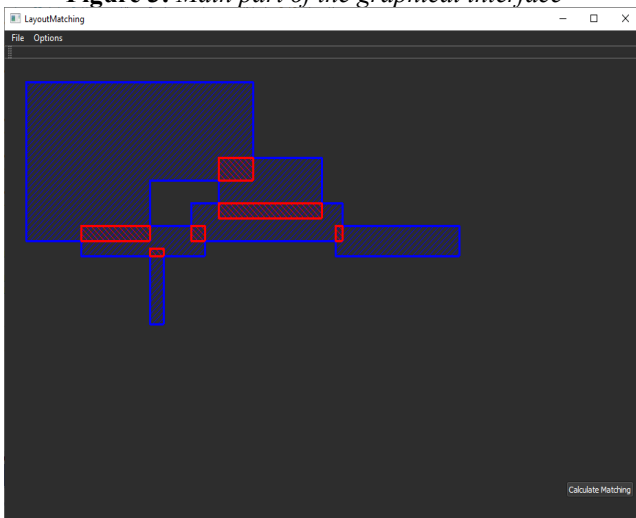 Figure 3: Main part of the graphical interface
LayoutMatching
File Options
Calculate Matching